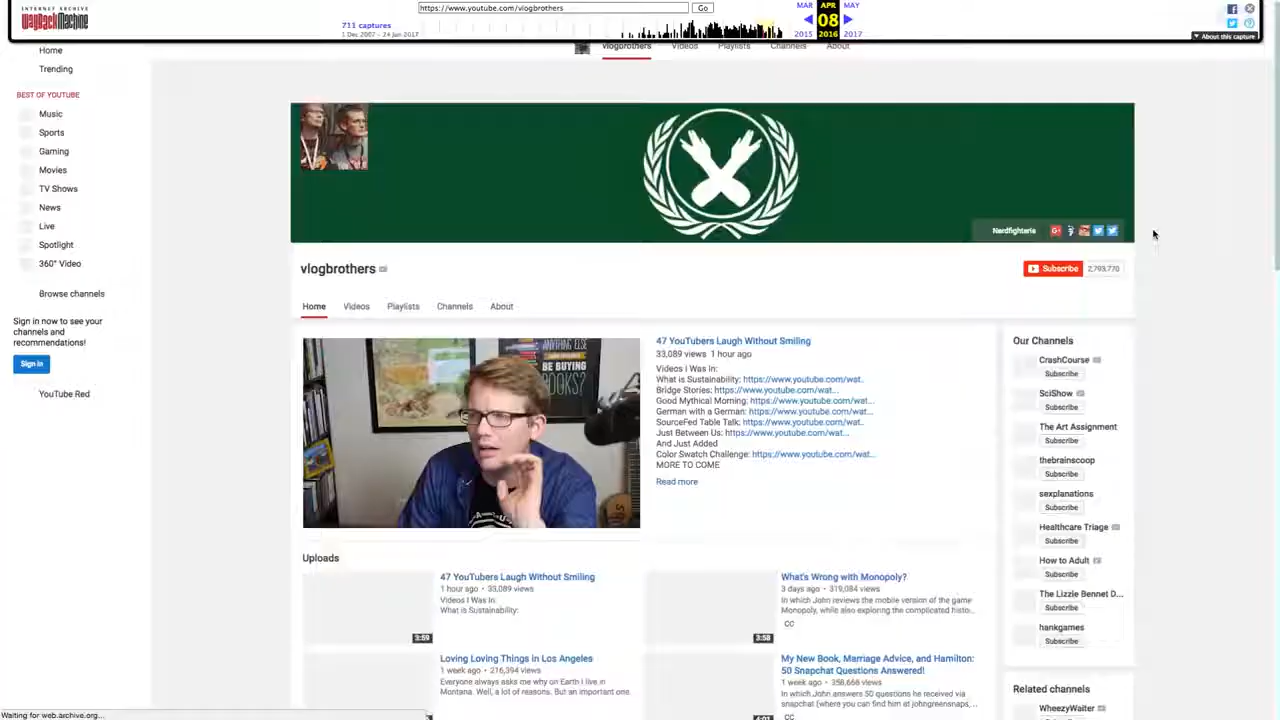 INTERNET ARCHIVE
WayBackMachine
711 captures
1 Dec 2007 - 24 Jun 2017
https://www.youtube.com/vlogbrothers
Go
MAR APR MAY
08
2015 2016 2017
About this capture
vlogbrothers Videos Playlists Channels About
Home
Trending
BEST OF YOUTUBE
Music
Sports
Gaming
Movies
TV Shows
News
Live
Spotlight
360° Video
Browse channels
Sign in now to see your
channels and
recommendations!
Sign in
YouTube Red
Nerdfighteria
vlogbrothers
Subscribe 2,793,770
Home Videos Playlists Channels About
ANYTHING ELSE
BE BUYING
BOOKS?
47 YouTubers Laugh Without Smiling
33,089 views 1 hour ago
Videos I Was In:
What is Sustainability: https://www.youtube.com/wat..
Bridge Stories: https://www.youtube.com/wat...
Good Mythical Morning: https://www.youtube.com/wat...
German with a German: https://www.youtube.com/wat...
SourceFed Table Talk: https://www.youtube.com/wat...
Just Between Us: https://www.youtube.com/wat...
And Just Added
Color Swatch Challenge: https://www.youtube.com/wat...
MORE TO COME
Read more
Uploads
47 YouTubers Laugh Without Smiling
1 hour ago • 33,089 views
Videos I Was In:
What is Sustainability:
3:59
What's Wrong with Monopoly?
3 days ago • 319,084 views
In which John reviews the mobile version of the game
Monopoly, while also exploring the complicated histo...
CC
3:58
Loving Loving Things in Los Angeles
1 week ago • 216,394 views
Everyone always asks me why on Earth I live in
Montana. Well, a lot of reasons. But an important one.
My New Book, Marriage Advice, and Hamilton:
50 Snapchat Questions Answered!
1 week ago • 358,668 views
In which John answers 50 questions he received via
snapchat (where you can find him at johngreensnaps,...
CC
4:01
Our Channels
CrashCourse
Subscribe
SciShow
Subscribe
The Art Assignment
Subscribe
thebrainscoop
Subscribe
sexplanations
Subscribe
Healthcare Triage
Subscribe
How to Adult
Subscribe
The Lizzie Bennet D...
Subscribe
hankgames
Subscribe
Related channels
WheezyWaiter
Waiting for web.archive.org...